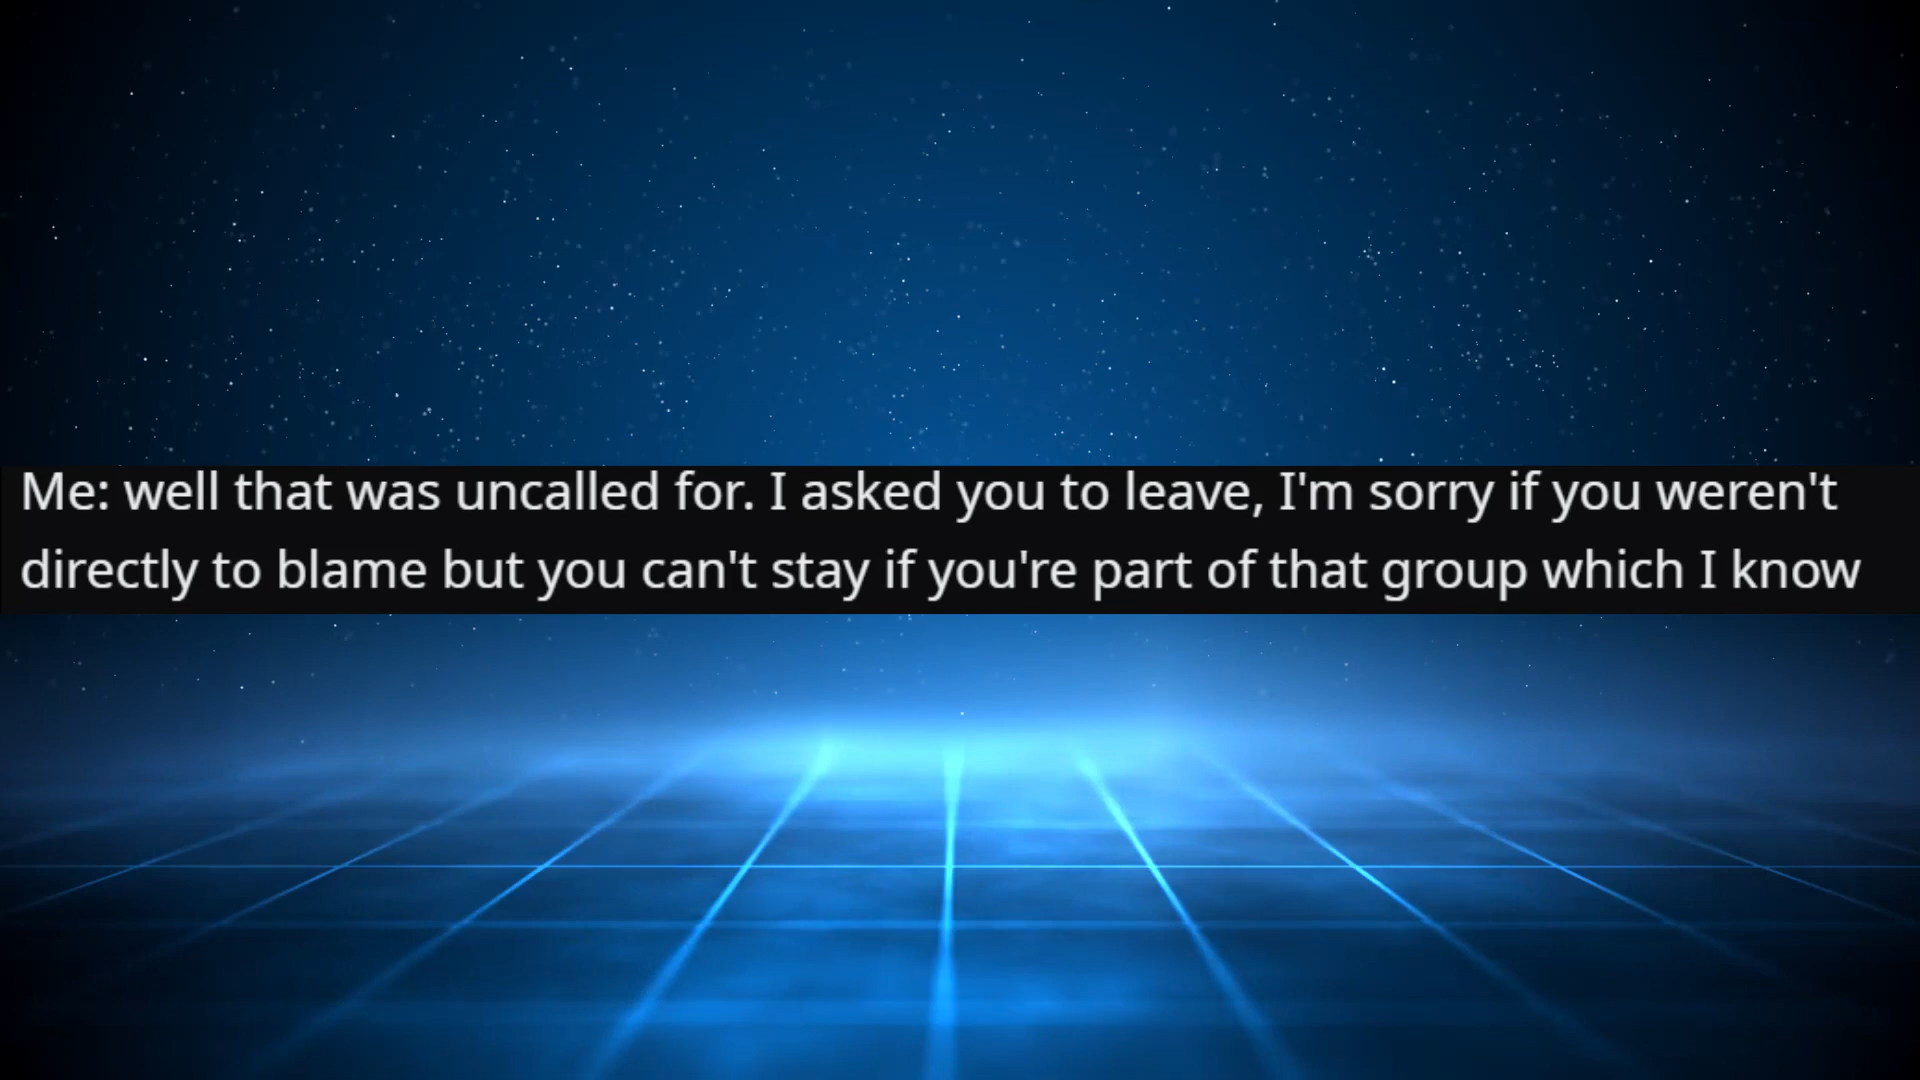 Me: well that was uncalled for. I asked you to leave, I'm sorry if you weren't
directly to blame but you can't stay if you're part of that group which I know